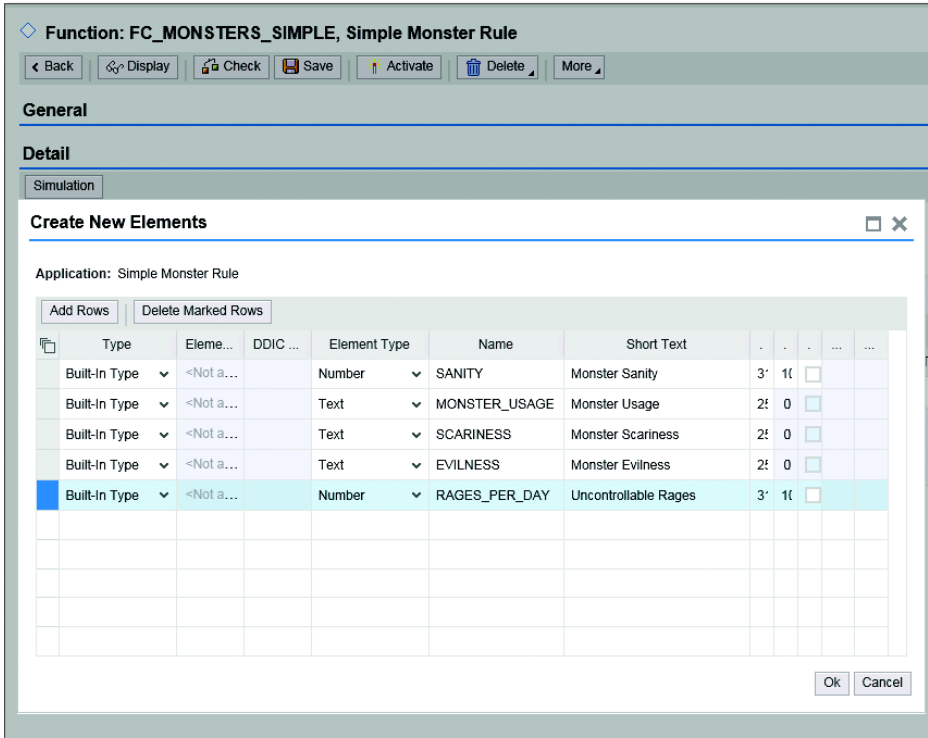 Function: FC_MONSTERS_SIMPLE, Simple Monster Rule
Back Display Check Save Activate Delete More
General
Detail
Simulation
Create New Elements
Application: Simple Monster Rule
Add Rows Delete Marked Rows
Type Eleme... DDIC ... Element Type Name Short Text . . . ... ...
Built-In Type <Not a... Number SANITY Monster Sanity
Built-In Type <Not a... Text MONSTER_USAGE Monster Usage 0
Built-In Type <Not a... Text SCARINESS Monster Scariness 0
Built-In Type <Not a... Text EVILNESS Monster Evilness 0
Built-In Type <Not a... Number RAGES_PER_DAY Uncontrollable Rages
Ok Cancel